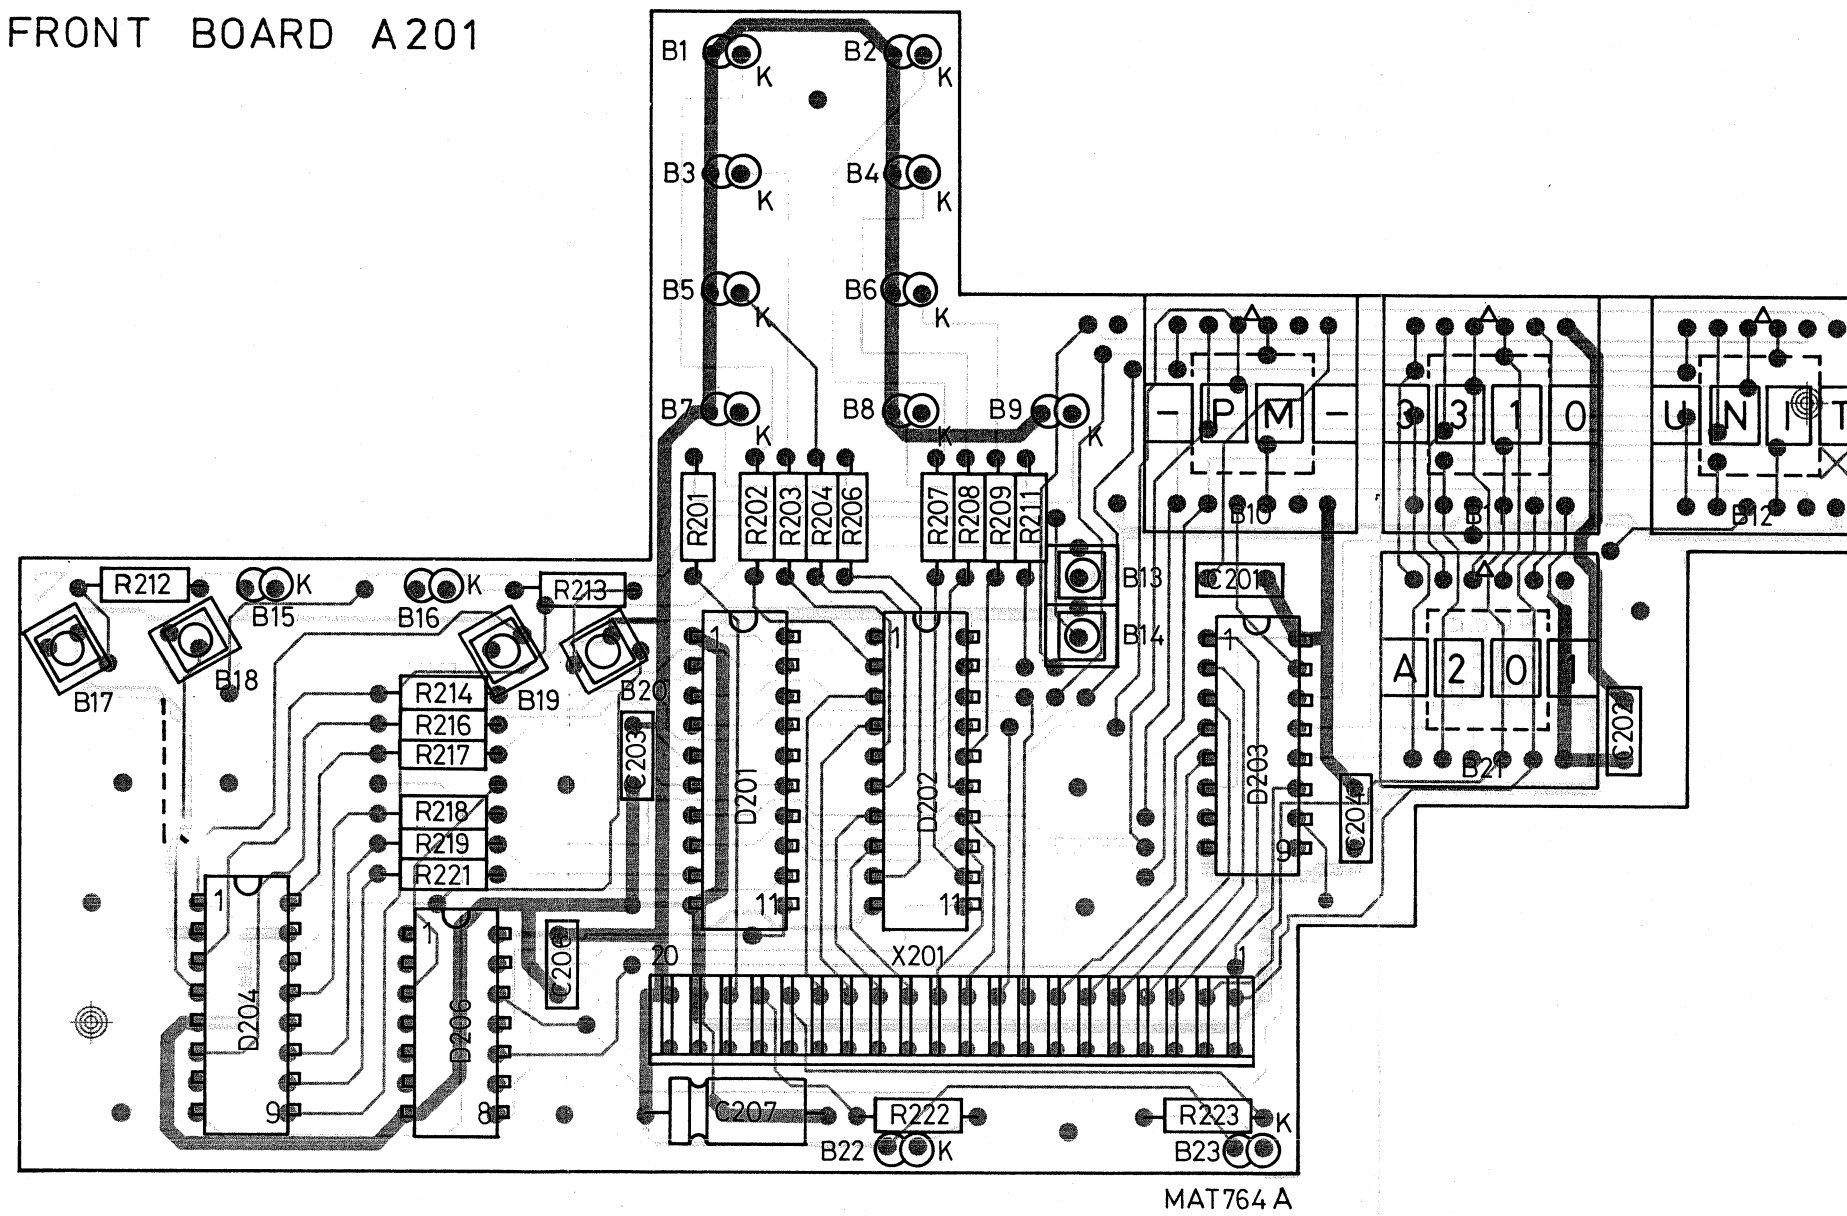 FRONT BOARD A201
B1 K B2 K
B3 K B4 K
B5 K B6 K
B7 K B8 K B9 K
- P M - 3 3 1 0 U N I T
B10 B12
R201 R202 R203 R204 R206 R207 R208 R209 R211
R212 B15 K B16 K R213 B13 C201
B14
B17 B18 B19 B20
1 1 1
A 2 0 1
R214
R216
R217
R218
R219
R221
C203 D201 D202 D203 C204 B21 C202
9
1 1 11 11
C206
20 X201 1
D204 D206
9 8
C207 R222 R223 K
B22 K B23
MAT764 A